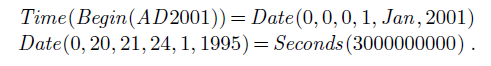 Time(Begin(AD2001)) = Date(0, 0, 0, 1, Jan, 2001)
Date(0, 20, 21, 24, 1, 1995) = Seconds(3000000000) .